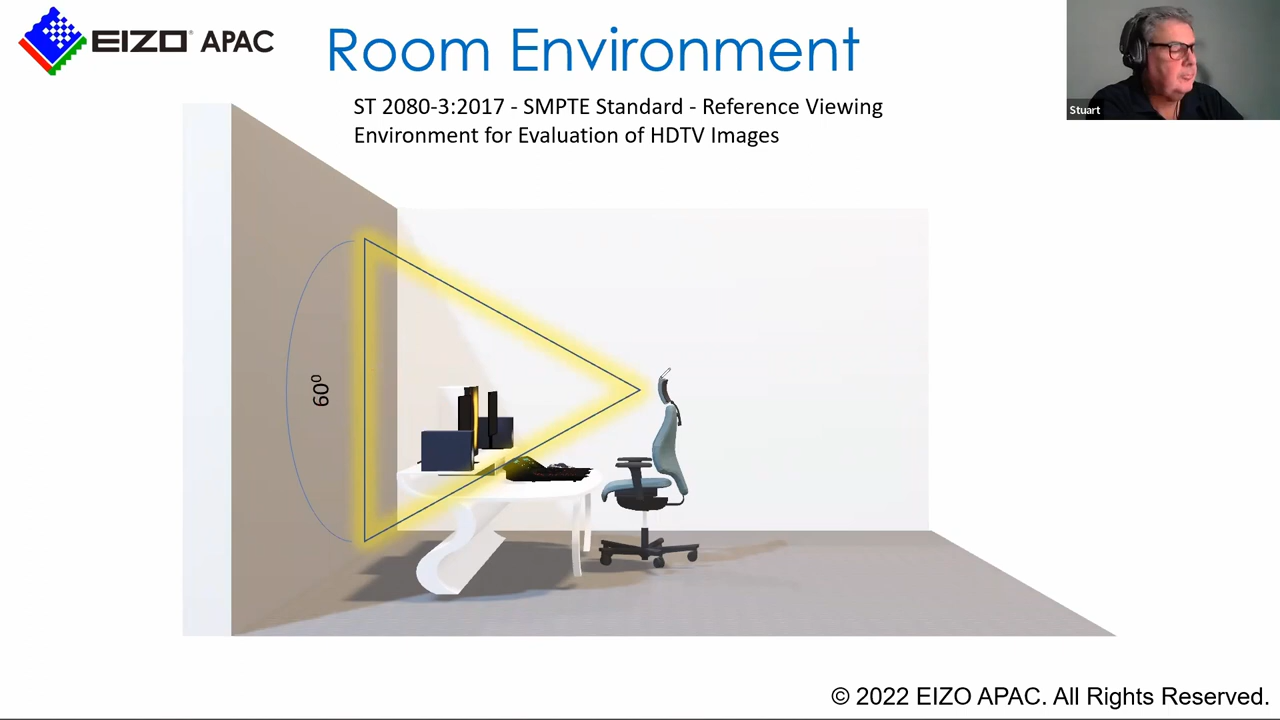 EIZO APAC
Room Environment
ST 2080-3:2017 - SMPTE Standard - Reference Viewing
Environment for Evaluation of HDTV Images
Stuart
60⁰
© 2022 EIZO APAC. All Rights Reserved.